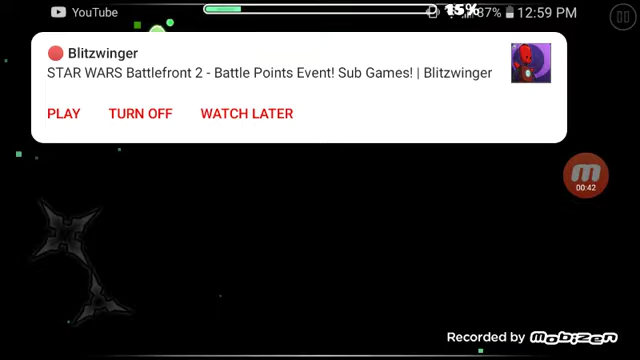 YouTube
15%
87% 12:59 PM
Blitzwinger
STAR WARS Battlefront 2 - Battle Points Event! Sub Games! | Blitzwinger
PLAY TURN OFF WATCH LATER
00:42
Recorded by Mobizen